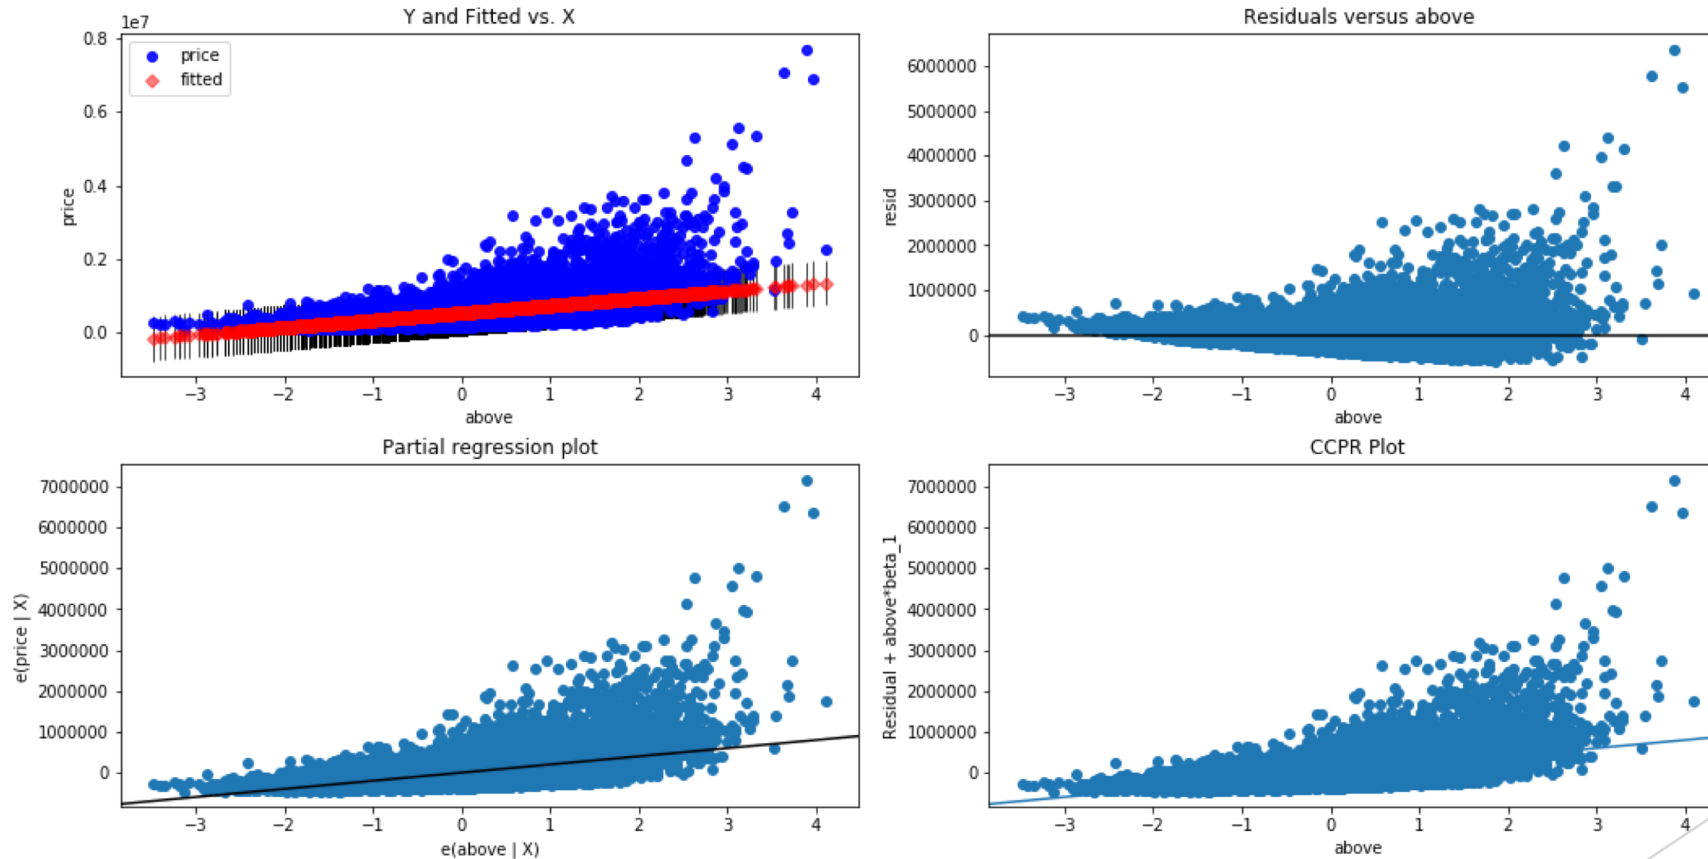 Y and Fitted vs. X
1e7
0.8
0.6
0.4
0.2
0.0
price
price
fitted
−3 −2 −1 0 1 2 3 4
above
Residuals versus above
6000000
5000000
4000000
3000000
2000000
1000000
0
resid
−3 −2 −1 0 1 2 3 4
above
Partial regression plot
7000000
6000000
5000000
4000000
3000000
2000000
1000000
0
e(price | X)
−3 −2 −1 0 1 2 3 4
e(above | X)
CCPR Plot
7000000
6000000
5000000
4000000
3000000
2000000
1000000
0
Residual + above*beta_1
−3 −2 −1 0 1 2 3 4
above